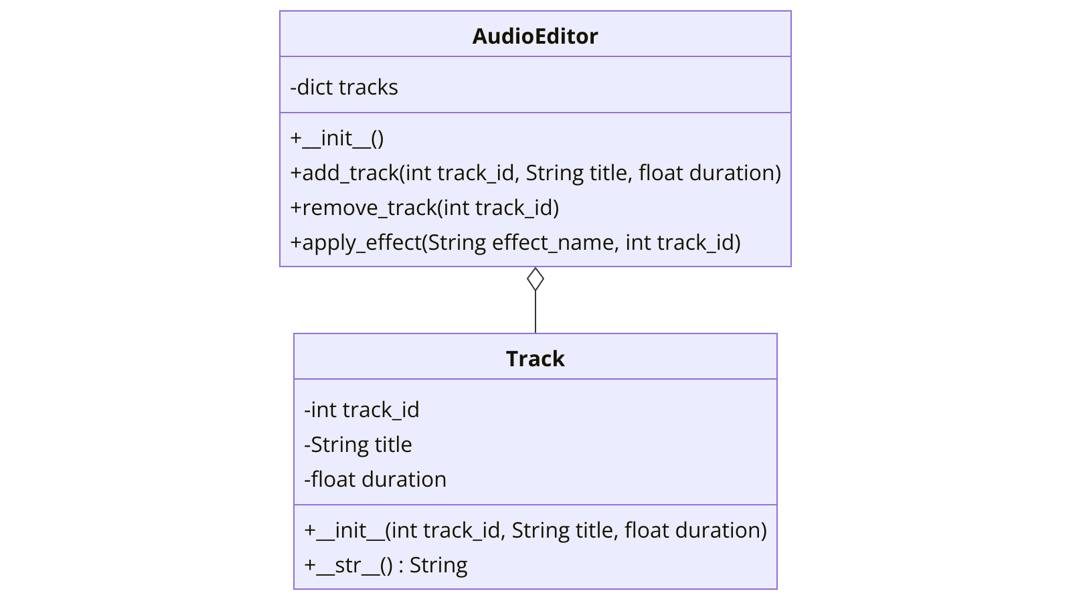 AudioEditor
-dict tracks
+__init__()
+add_track(int track_id, String title, float duration)
+remove_track(int track_id)
+apply_effect(String effect_name, int track_id)
Track
-int track_id
-String title
-float duration
+__init__(int track_id, String title, float duration)
+__str__() : String